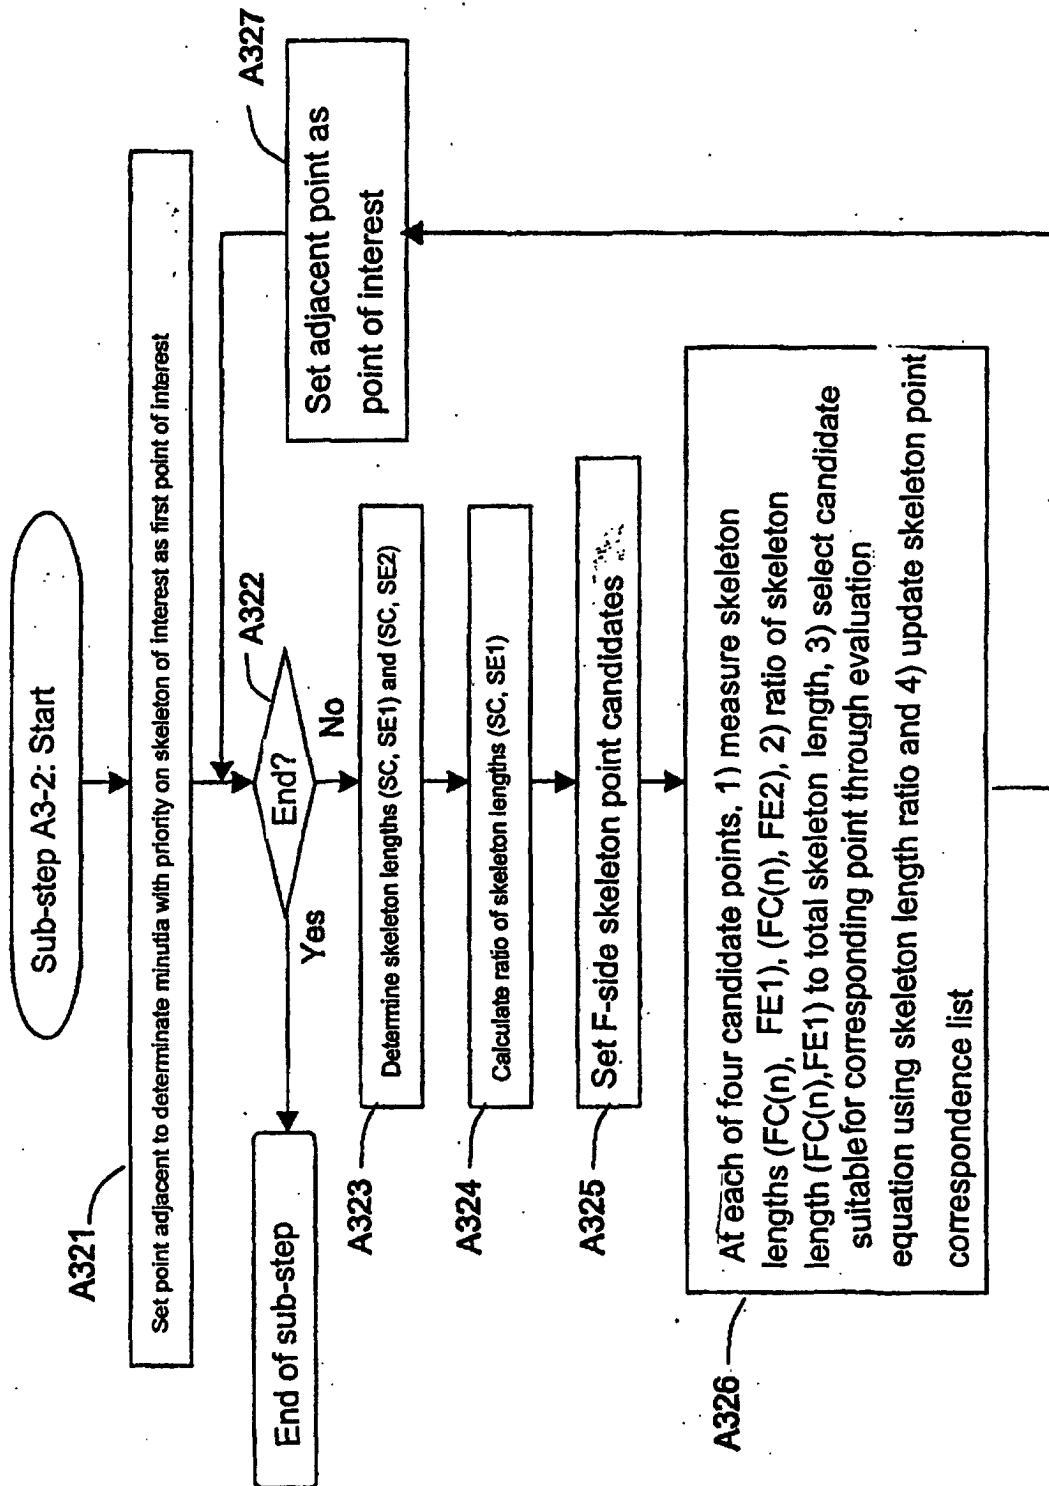 Sub-step A3-2: Start
A321
Set point adjacent to determinate minutia with priority on skeleton of interest as first point of interest
A322
End?
Yes
No
End of sub-step
A327
Set adjacent point as
point of interest
A323
Determine skeleton lengths (SC, SE1) and (SC, SE2)
A324
Calculate ratio of skeleton lengths (SC, SE1)
A325
Set F-side skeleton point candidates
A326
At each of four candidate points, 1) measure skeleton
lengths (FC(n), FE1), (FC(n), FE2), 2) ratio of skeleton
length (FC(n),FE1) to total skeleton length, 3) select candidate
suitable for corresponding point through evaluation
equation using skeleton length ratio and 4) update skeleton point
correspondence list